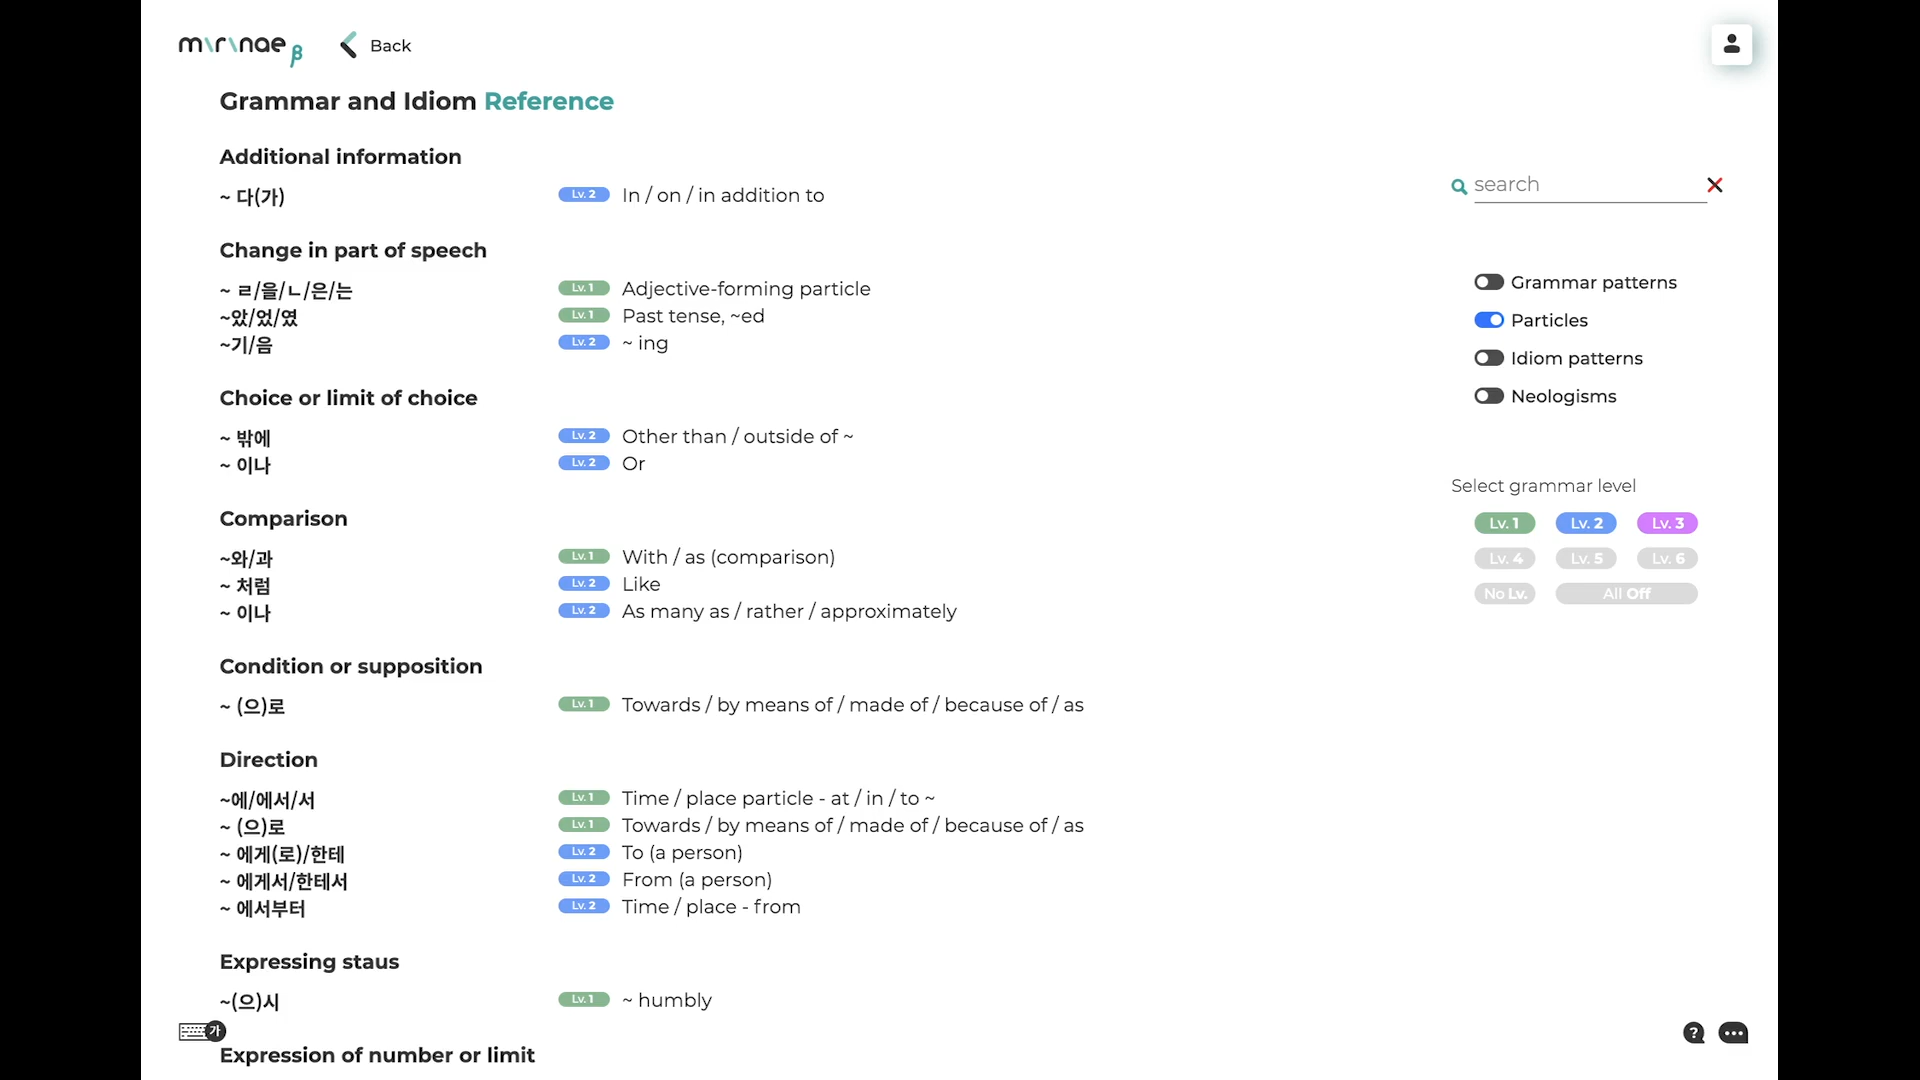 mırınae β
Back
Grammar and Idiom Reference
Additional information
~ 다(가) Lv. 2 In / on / in addition to
Change in part of speech
~ ㄹ/을/ㄴ/은/는 Lv. 1 Adjective-forming particle
~았/었/였 Lv. 1 Past tense, ~ed
~기/음 Lv. 2 ~ ing
Choice or limit of choice
~ 밖에 Lv. 2 Other than / outside of ~
~ 이나 Lv. 2 Or
Comparison
~와/과 Lv. 1 With / as (comparison)
~ 처럼 Lv. 2 Like
~ 이나 Lv. 2 As many as / rather / approximately
Condition or supposition
~ (으)로 Lv. 1 Towards / by means of / made of / because of / as
Direction
~에/에서/서 Lv. 1 Time / place particle - at / in / to ~
~ (으)로 Lv. 1 Towards / by means of / made of / because of / as
~ 에게(로)/한테 Lv. 2 To (a person)
~ 에게서/한테서 Lv. 2 From (a person)
~ 에서부터 Lv. 2 Time / place - from
Expressing staus
~(으)시 Lv. 1 ~ humbly
가
Expression of number or limit
search
Grammar patterns
Particles
Idiom patterns
Neologisms
Select grammar level
Lv. 1 Lv. 2 Lv. 3
Lv. 4 Lv. 5 Lv. 6
No Lv. All Off
?